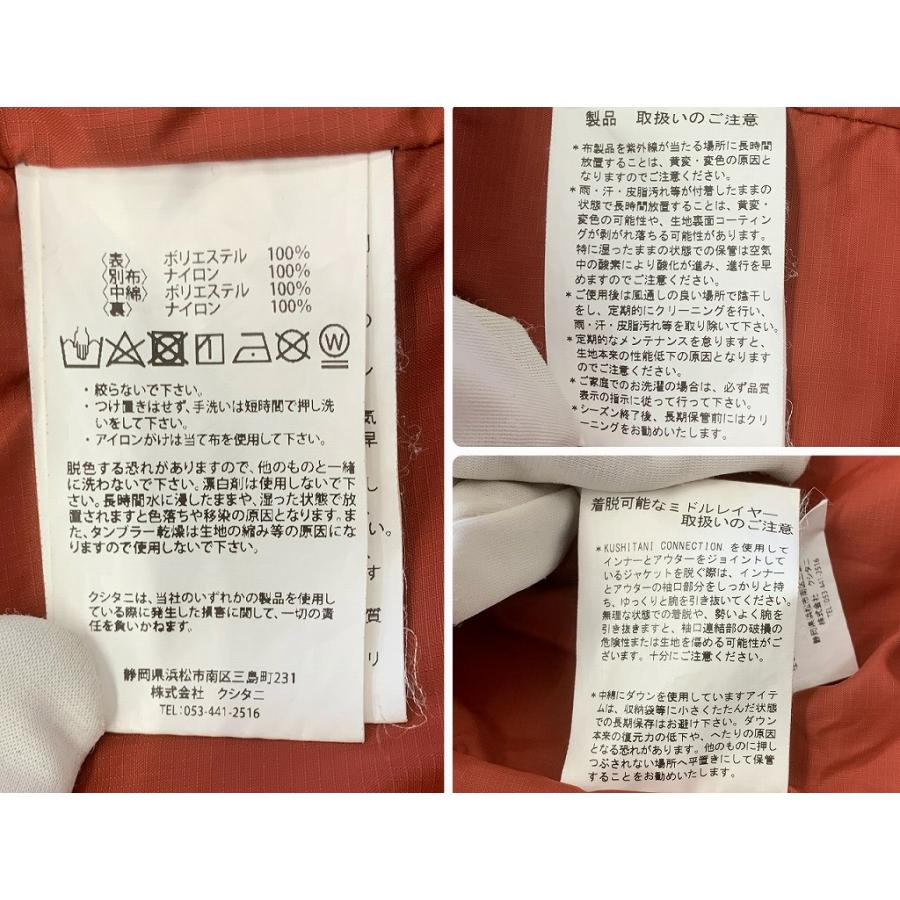 〈表〉 ポリエステル 100%
〈別布〉 ナイロン 100%
〈中綿〉 ポリエステル 100%
〈裏〉 ナイロン 100%
・絞らないで下さい。
・つけ置きはせず、手洗いは短時間で押し洗
いをして下さい。
・アイロンがけは当て布を使用して下さい。
脱色する恐れがありますので、他のものと一緒
に洗わないで下さい。漂白剤は使用しないで下さ
い。長時間水に浸したままや、湿った状態で放
置されますと色落ちや移染の原因となります。ま
た、タンブラー乾燥は生地の縮み等の原因にな
りますので使用しないで下さい。
クシタニは、当社のいずれかの製品を使用し
ている際に発生した損害に関して、一切の責
任を負いかねます。
静岡県浜松市南区三島町231
株式会社 クシタニ
TEL:053-441-2516
製品 取扱いのご注意
*布製品を紫外線が当たる場所に長時間
放置することは、黄変・変色の原因と
なりますのでご注意ください。
*雨・汗・皮脂汚れ等が付着したままの
状態で長時間放置することは、黄変・
変色の可能性や、生地裏面コーティン
グが剥がれ落ちる可能性があります。
特に湿ったままの状態での保管は空気
中の酸素により酸化が進み、進行を早
めますのでご注意ください。
*ご使用後は風通しの良い場所で陰干し
をし、定期的にクリーニングを行い、
雨・汗・皮脂汚れ等を取り除いて下さい。
*定期的なメンテナンスを怠りますと、
生地本来の性能低下の原因となります
のでご注意ください。
*ご家庭でのお洗濯の場合は、必ず品質
表示の指示に従って行って下さい。
*シーズン終了後、長期保管前にはクリ
ーニングをお勧めいたします。
着脱可能なミドルレイヤー
取扱いのご注意
*KUSHITANI CONNECTION を使用して
インナーとアウターをジョイントして
いるジャケットを脱ぐ際は、インナー
とアウターの袖口部分をしっかりと持
ち、ゆっくりと腕を引き抜いてください。
無理な状態での着脱や、勢いよく腕を
引き抜きますと、袖口連結部の破損の
危険性または生地を傷める可能性がご
ざいます。十分にご注意ください。
*中綿にダウンを使用していますアイテ
ムは、収納袋等に小さくたたんだ状態
での長期保存はお避け下さい。ダウン
本来の復元力の低下や、へたりの原因
となる恐れがあります。他のものに押し
つぶされない場所へ平置きにして保管
することをお勧めいたします。
株式会社 クシタニ
TEL:053-441-2516